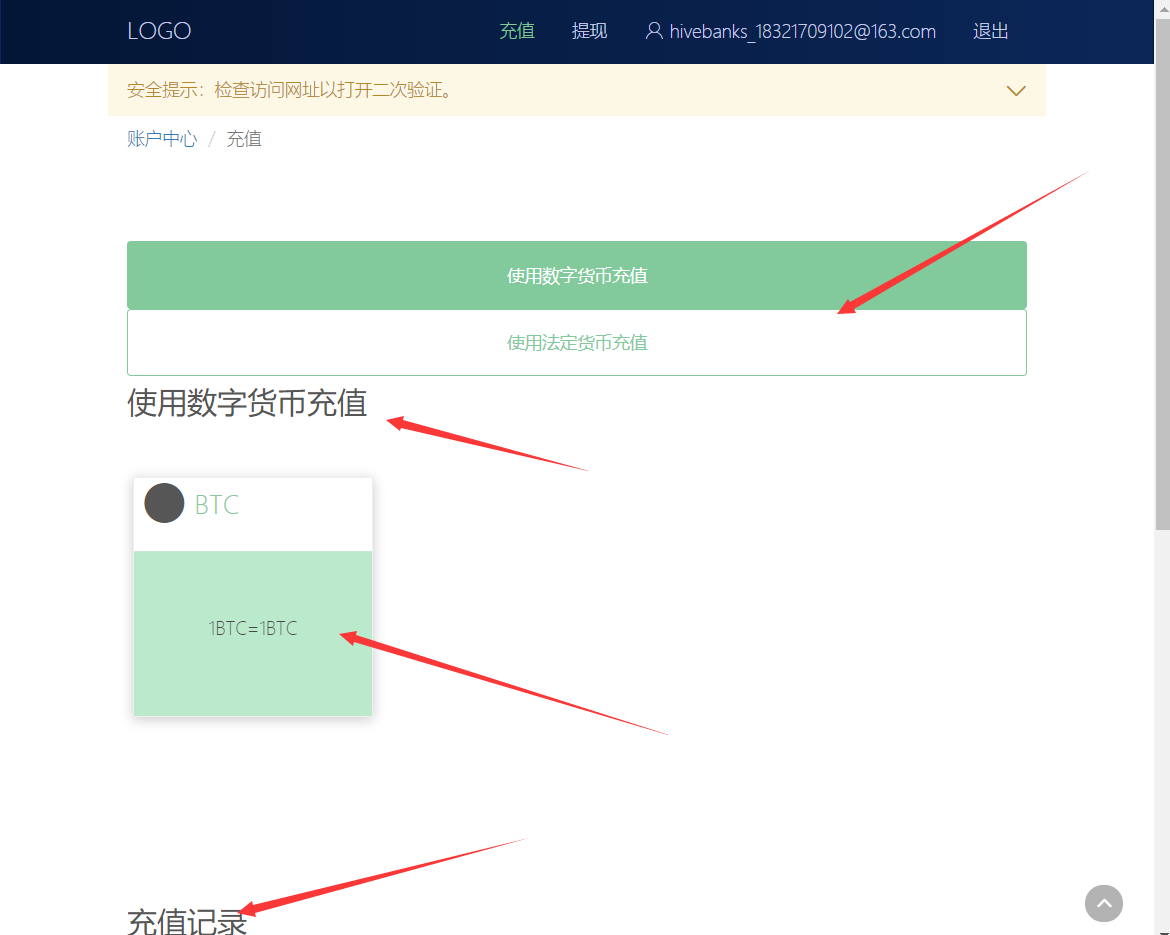 LOGO 充值 提现 hivebanks_18321709102@163.com 退出
安全提示：检查访问网址以打开二次验证。
账户中心 / 充值
使用数字货币充值
使用法定货币充值
使用数字货币充值
BTC
1BTC=1BTC
充值记录